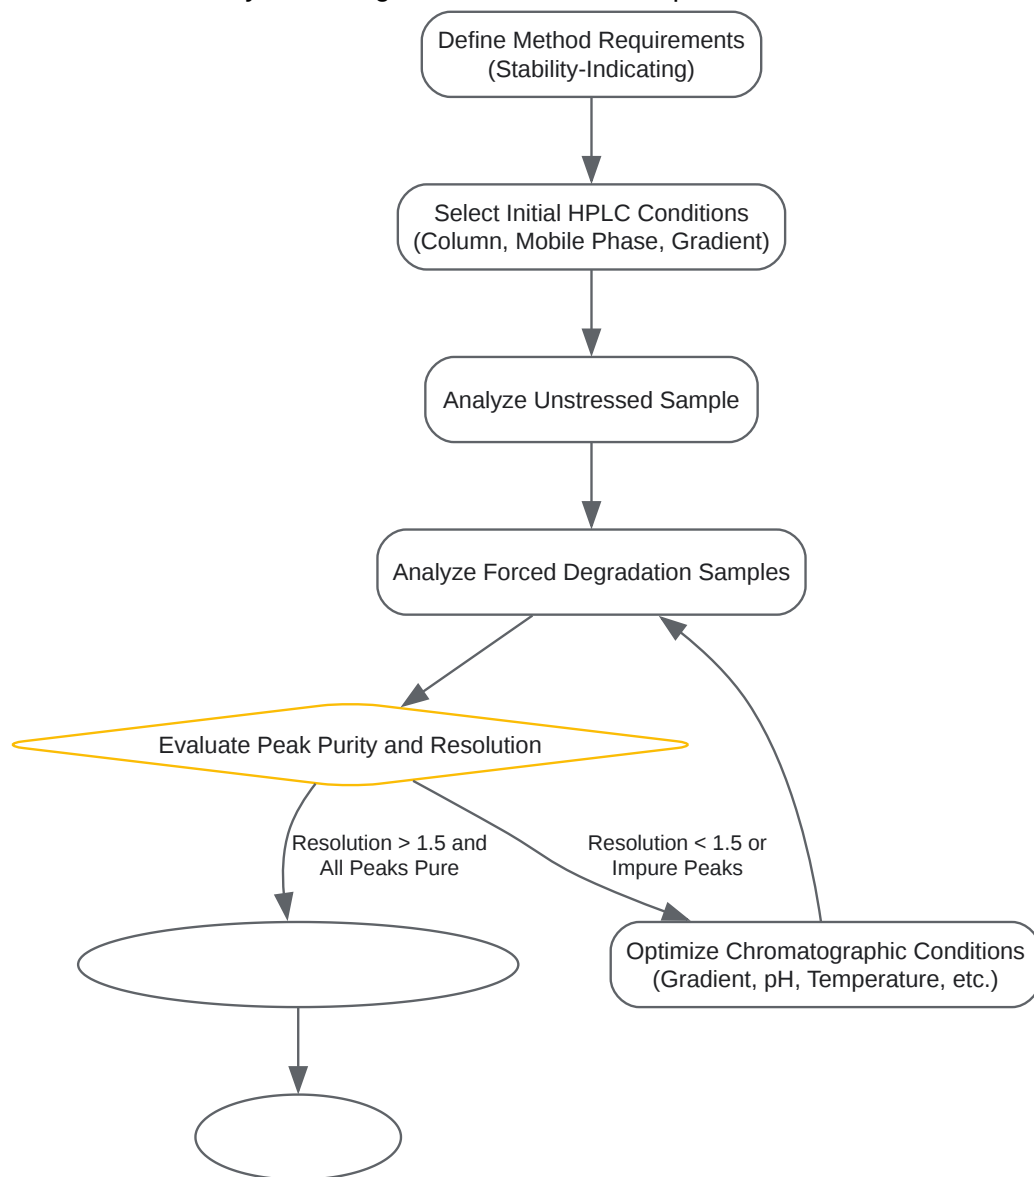 Define Method Requirements
(Stability-Indicating)
Select Initial HPLC Conditions
(Column, Mobile Phase, Gradient)
Analyze Unstressed Sample
Analyze Forced Degradation Samples
Evaluate Peak Purity and Resolution
Resolution > 1.5 and
All Peaks Pure
Resolution < 1.5 or
Impure Peaks
Optimize Chromatographic Conditions
(Gradient, pH, Temperature, etc.)